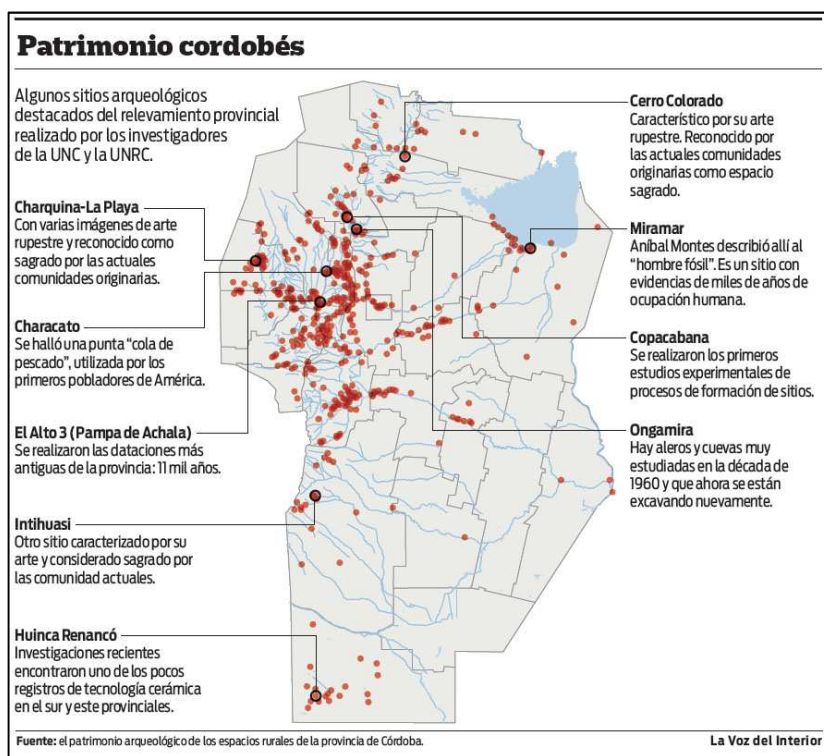 Patrimonio cordobés
Algunos sitios arqueológicos
destacados del relevamiento provincial
realizado por los investigadores
de la UNC y la UNRC.
Charquina-La Playa
Con varias imágenes de arte
rupestre y reconocido como
sagrado por las actuales
comunidades originarias.
Characato
Se halló una punta “cola de
pescado”, utilizada por los
primeros pobladores de América.
El Alto 3 (Pampa de Achala)
Se realizaron las dataciones más
antiguas de la provincia: 11 mil años.
Intihuasi
Otro sitio caracterizado por su
arte y considerado sagrado por
las comunidad actuales.
Huinca Renancó
Investigaciones recientes
encontraron uno de los pocos
registros de tecnología cerámica
en el sur y este provinciales.
Cerro Colorado
Característico por su arte
rupestre. Reconocido por
las actuales comunidades
originarias como espacio
sagrado.
Miramar
Aníbal Montes describió allí al
“hombre fósil”. Es un sitio con
evidencias de miles de años de
ocupación humana.
Copacabana
Se realizaron los primeros
estudios experimentales de
procesos de formación de sitios.
Ongamira
Hay aleros y cuevas muy
estudiadas en la década de
1960 y que ahora se están
excavando nuevamente.
Fuente: el patrimonio arqueológico de los espacios rurales de la provincia de Córdoba.
La Voz del Interior